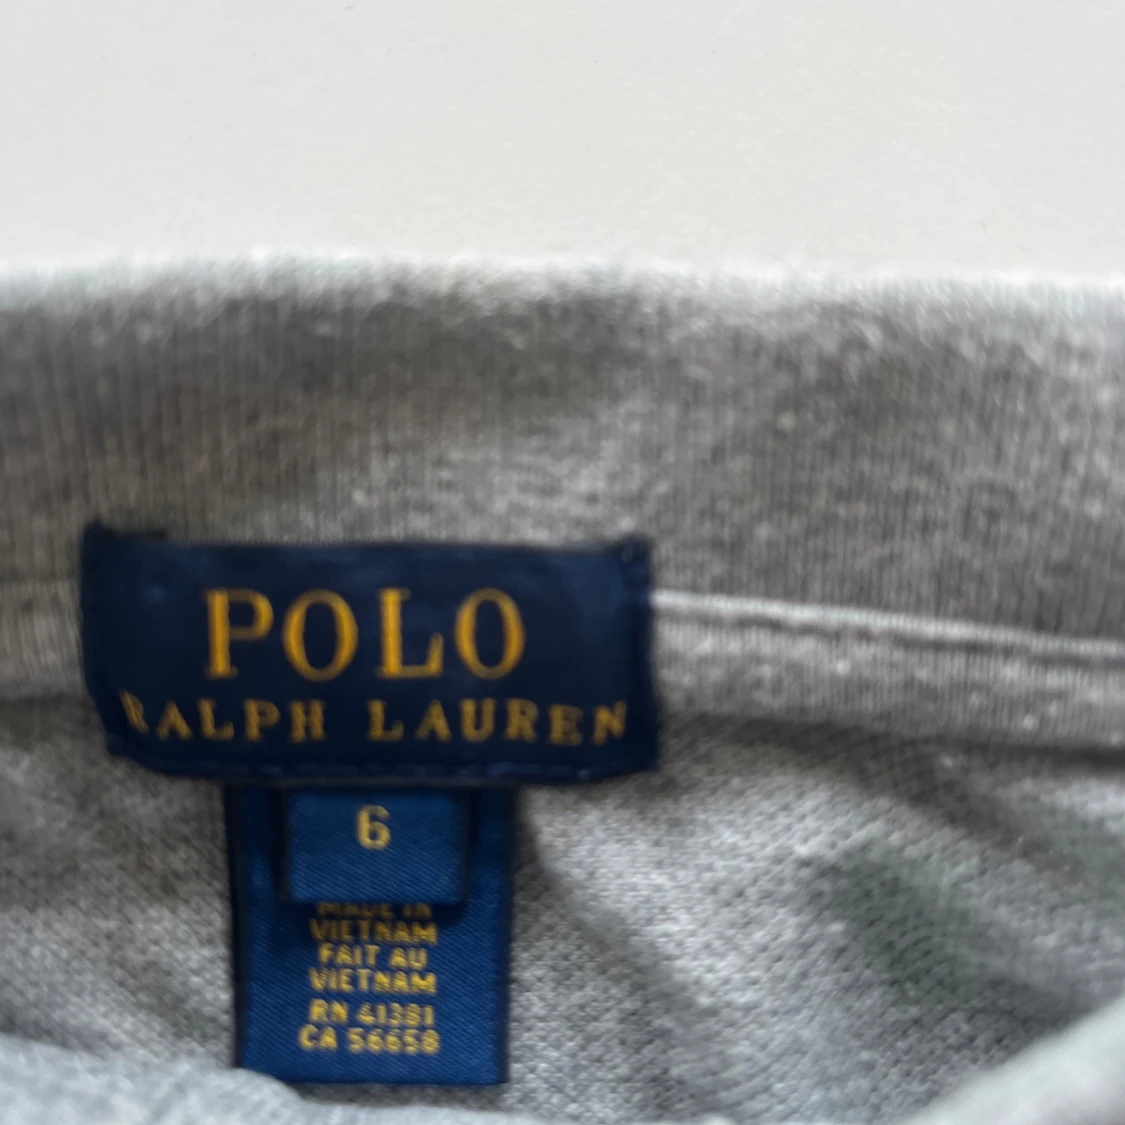 POLO
RALPH LAUREN
6
MADE IN
VIETNAM
FAIT AU
VIETNAM
RN 41381
CA 56658